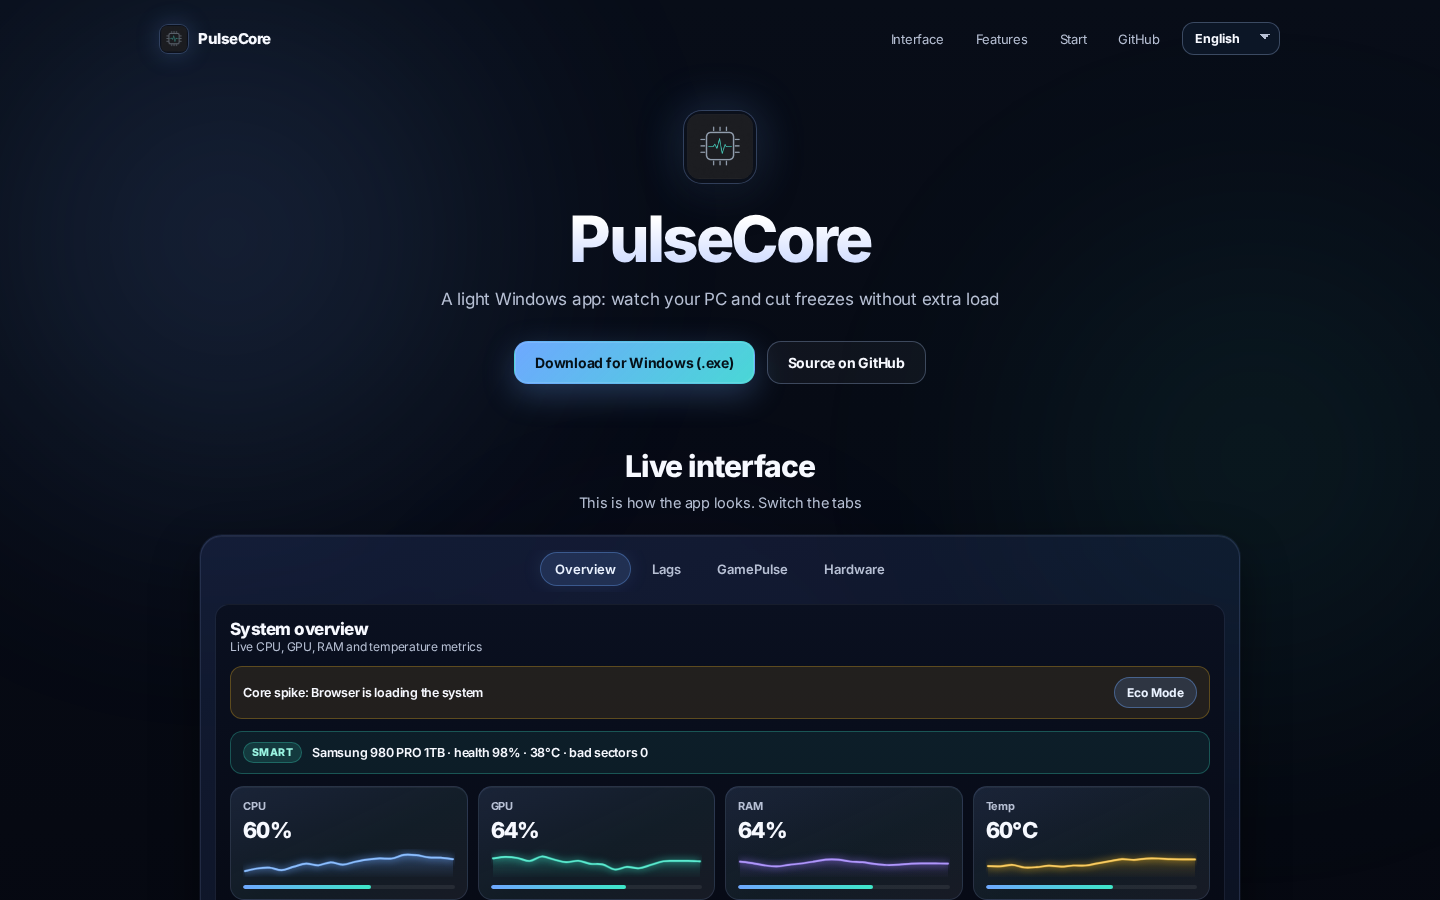 PulseCore
Interface
Features
Start
GitHub
English
PulseCore
A light Windows app: watch your PC and cut freezes without extra load
Download for Windows (.exe)
Source on GitHub
Live interface
This is how the app looks. Switch the tabs
Overview
Lags
GamePulse
Hardware
System overview
Live CPU, GPU, RAM and temperature metrics
Core spike: Browser is loading the system
Eco Mode
SMART
Samsung 980 PRO 1TB · health 98% · 38°C · bad sectors 0
CPU
60%
GPU
64%
RAM
64%
Temp
60°C